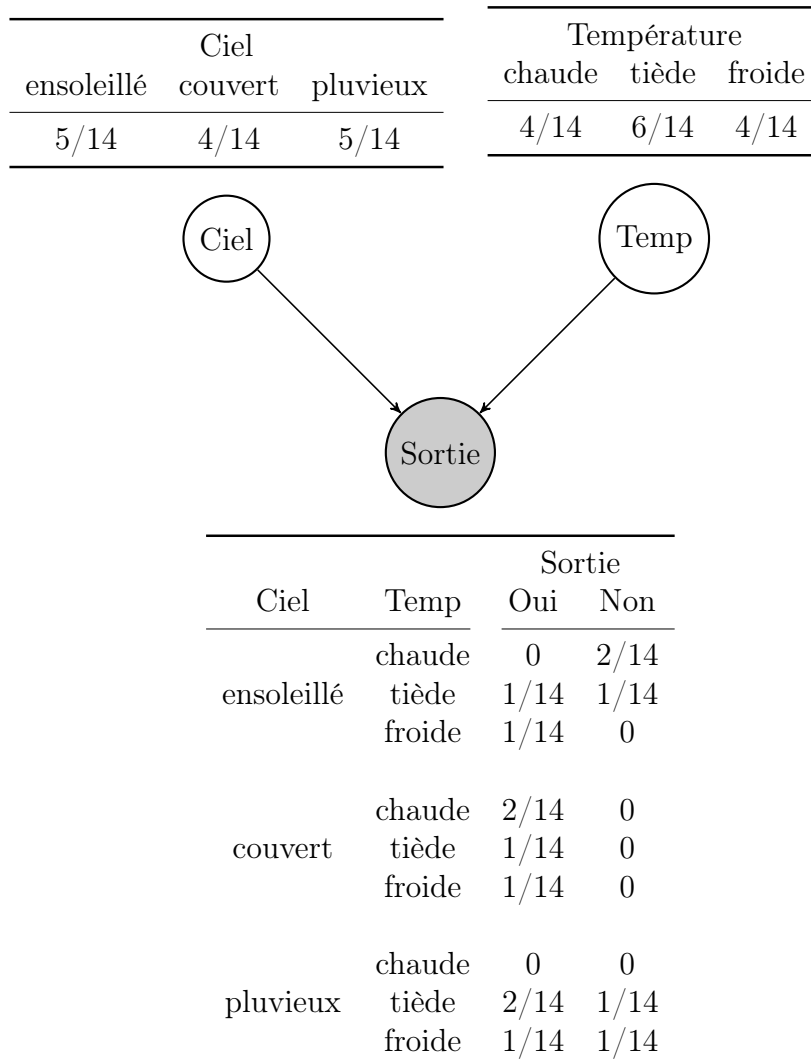 Ciel
ensoleillé couvert pluvieux
5/14 4/14 5/14
Température
chaude tiède froide
4/14 6/14 4/14
Ciel
Temp
Sortie
Sortie
Ciel Temp Oui Non
chaude 0 2/14
ensoleillé tiède 1/14 1/14
froide 1/14 0
chaude 2/14 0
couvert tiède 1/14 0
froide 1/14 0
chaude 0 0
pluvieux tiède 2/14 1/14
froide 1/14 1/14